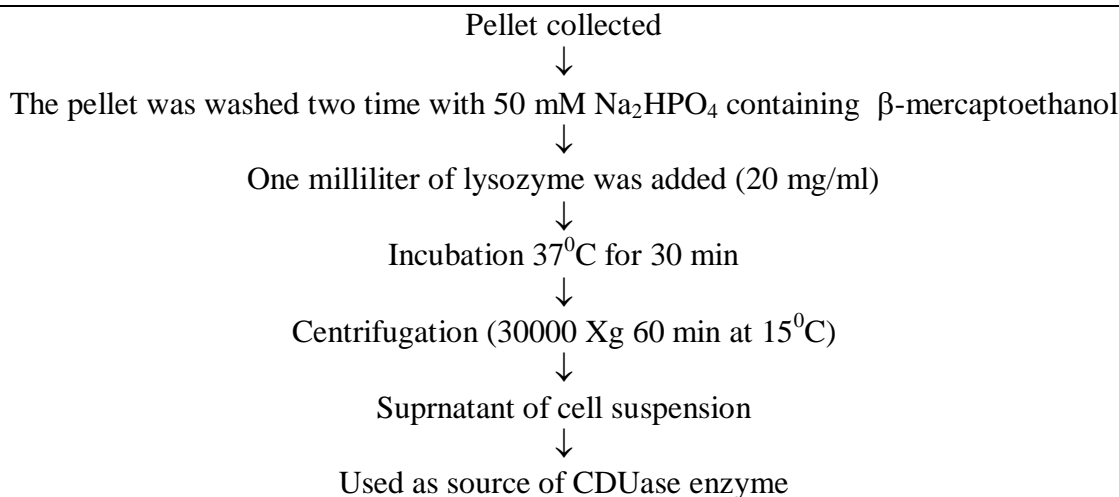 Pellet collected
↓
The pellet was washed two time with 50 mM Na₂HPO₄ containing β-mercaptoethanol
↓
One milliliter of lysozyme was added (20 mg/ml)
↓
Incubation 37⁰C for 30 min
↓
Centrifugation (30000 Xg 60 min at 15⁰C)
↓
Suprnatant of cell suspension
↓
Used as source of CDUase enzyme